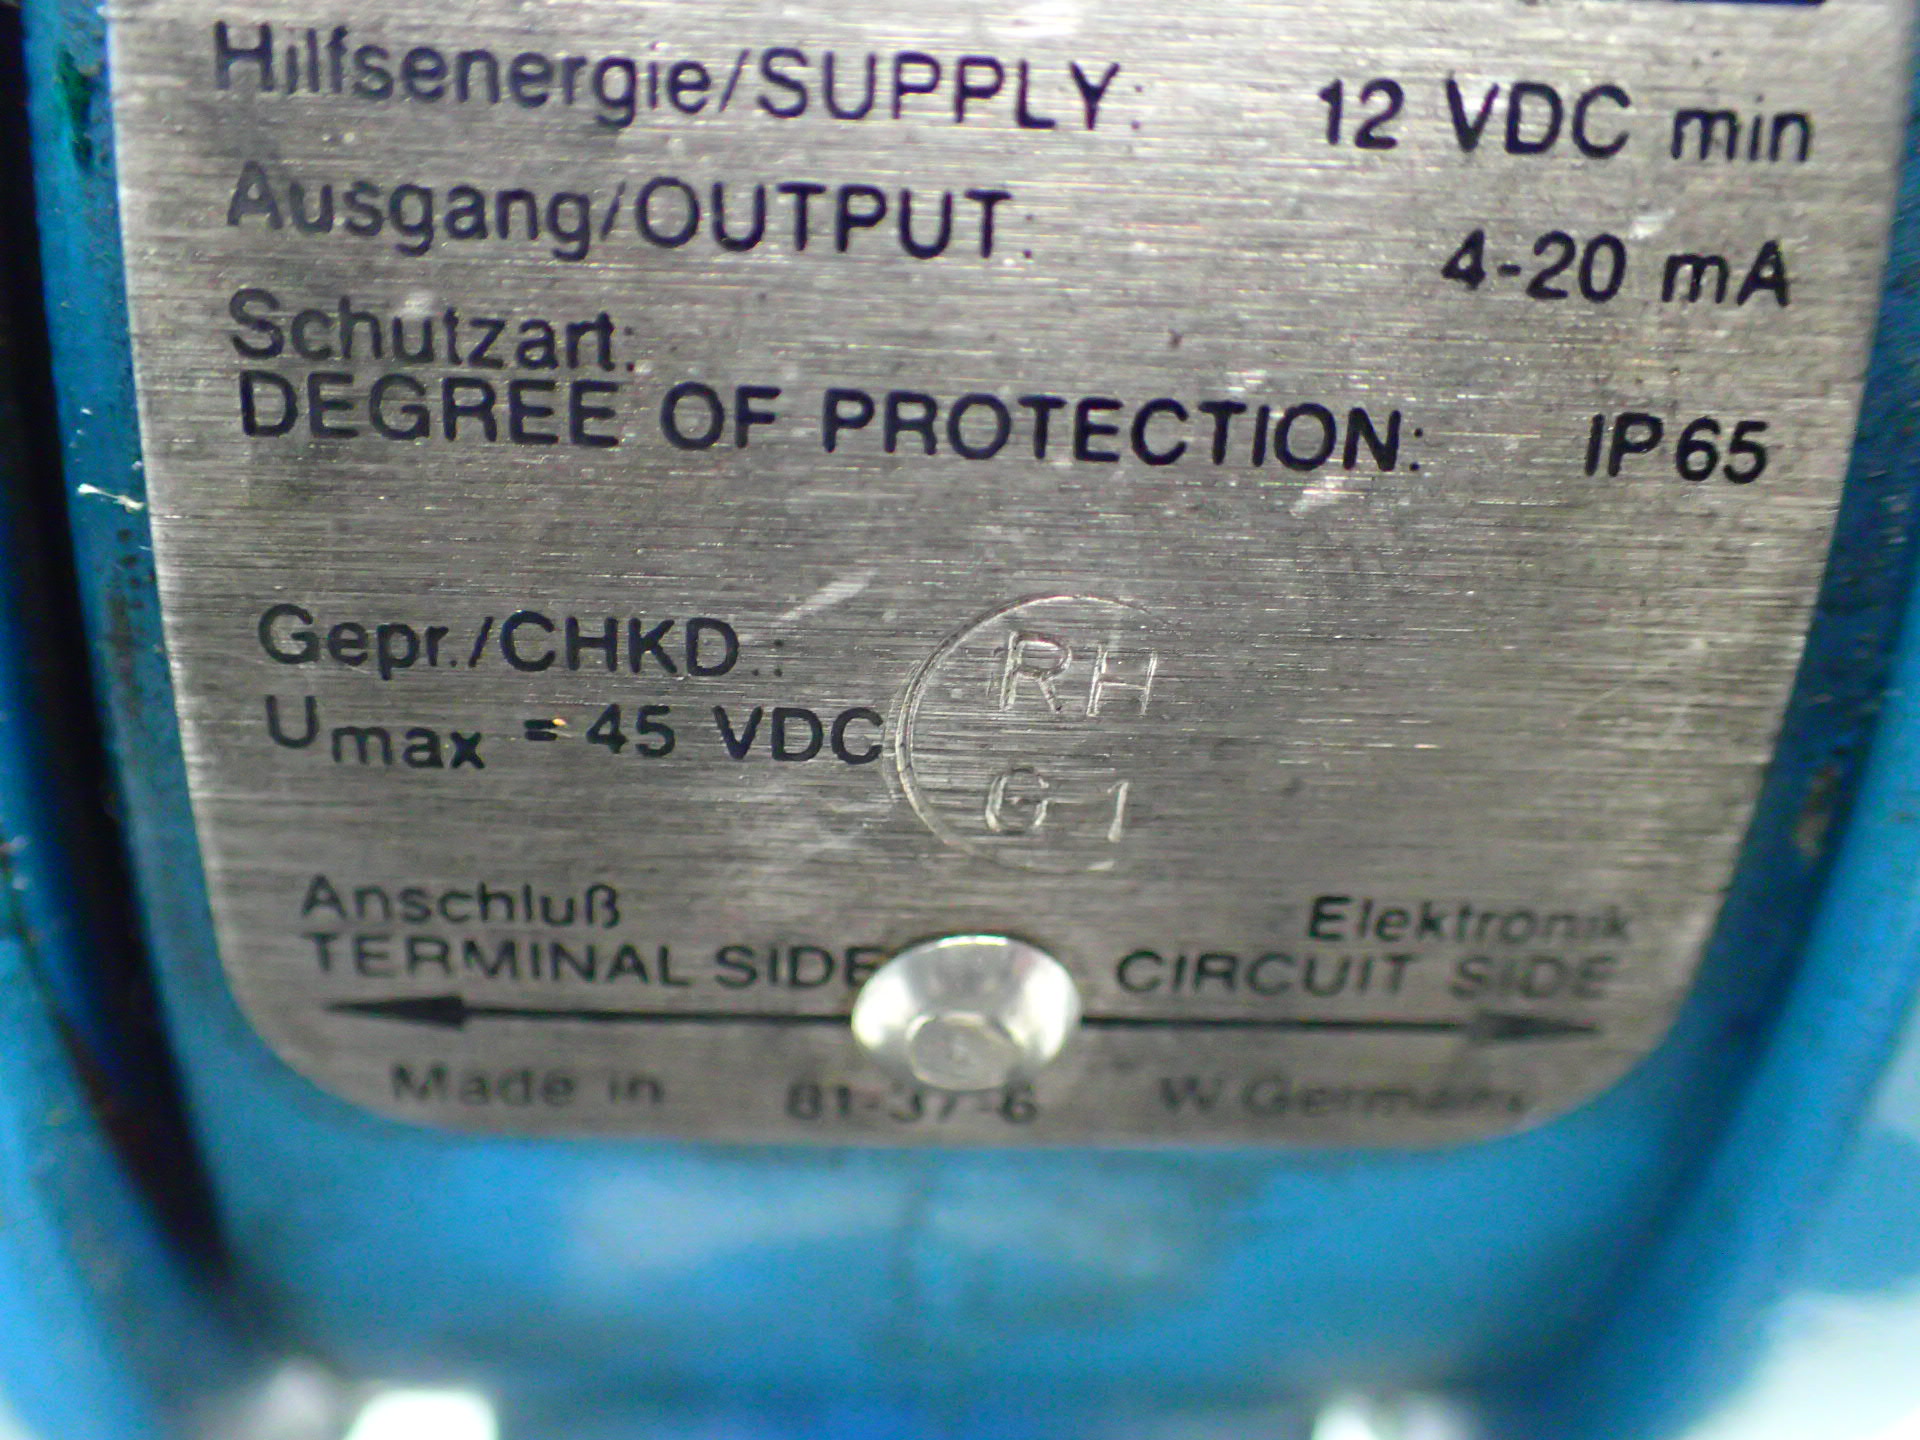 Hilfsenergie/SUPPLY: 12 VDC min
Ausgang/OUTPUT: 4-20 mA
Schutzart:
DEGREE OF PROTECTION: IP65
Gepr./CHKD.:
RH
Umax = 45 VDC
G 1
Anschluß Elektronik
TERMINAL SIDE CIRCUIT SIDE
Made in 81-37-6 W.Germany